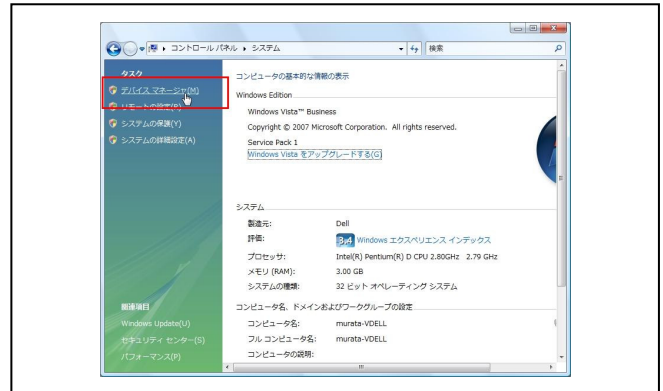 コントロール パネル ▸ システム
検索
タスク
デバイス マネージャ(M)
リモートの設定(R)
システムの保護(Y)
システムの詳細設定(A)
関連項目
Windows Update(U)
セキュリティ センター(S)
パフォーマンス(P)
コンピュータの基本的な情報の表示
Windows Edition
Windows Vista™ Business
Copyright © 2007 Microsoft Corporation. All rights reserved.
Service Pack 1
Windows Vista をアップグレードする(G)
システム
製造元: Dell
評価: 3.4 Windows エクスペリエンス インデックス
プロセッサ: Intel(R) Pentium(R) D CPU 2.80GHz 2.79 GHz
メモリ (RAM): 3.00 GB
システムの種類: 32 ビット オペレーティング システム
コンピュータ名、ドメインおよびワークグループの設定
コンピュータ名: murata-VDELL
フル コンピュータ名: murata-VDELL
コンピュータの説明: